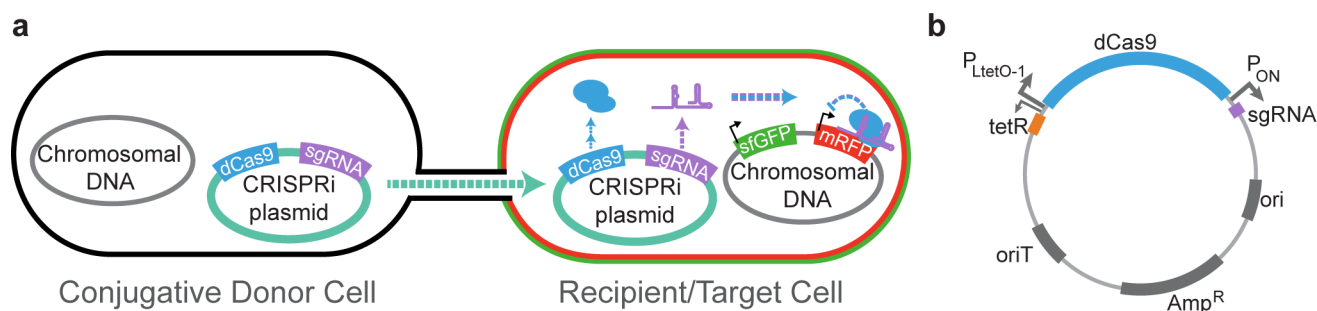 a
Chromosomal
DNA
dCas9
sgRNA
CRISPRi
plasmid
Conjugative Donor Cell
dCas9
sgRNA
CRISPRi
plasmid
sfGFP
mRFP
Chromosomal
DNA
Recipient/Target Cell
b
dCas9
PLtetO-1
PON
tetR
sgRNA
ori
oriT
AmpR